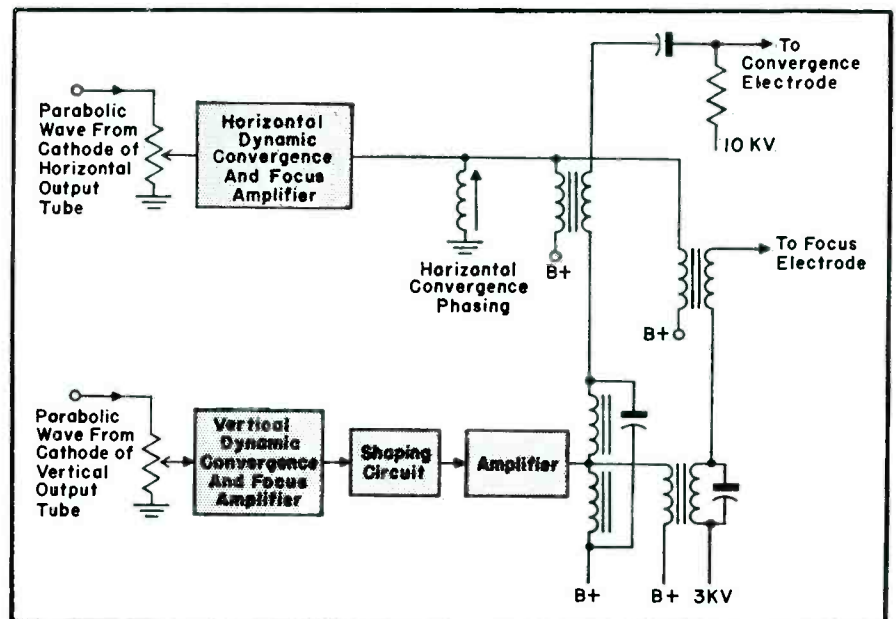 To
Convergence
Electrode
10 KV
Parabolic
Wave From
Cathode of
Horizontal
Output
Tube
Horizontal
Dynamic
Convergence
And Focus
Amplifier
Horizontal
Convergence
Phasing
B+
To Focus
Electrode
B+
Parabolic
Wave From
Cathode of
Vertical
Output
Tube
Vertical
Dynamic
Convergence
And Focus
Amplifier
Shaping
Circuit
Amplifier
B+
B+
3KV